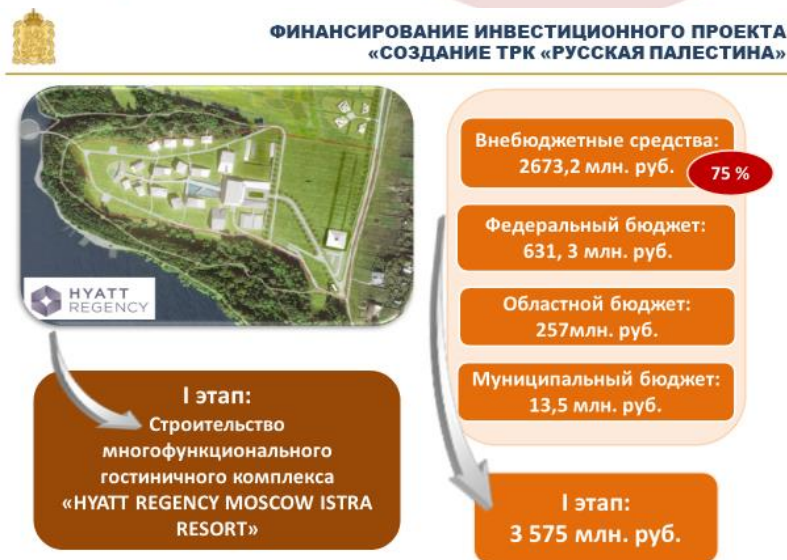 ФИНАНСИРОВАНИЕ ИНВЕСТИЦИОННОГО ПРОЕКТА
«СОЗДАНИЕ ТРК «РУССКАЯ ПАЛЕСТИНА»
HYATT
REGENCY
I этап:
Строительство
многофункционального
гостиничного комплекса
«HYATT REGENCY MOSCOW ISTRA
RESORT»
Внебюджетные средства:
2673,2 млн. руб.
75 %
Федеральный бюджет:
631, 3 млн. руб.
Областной бюджет:
257млн. руб.
Муниципальный бюджет:
13,5 млн. руб.
I этап:
3 575 млн. руб.